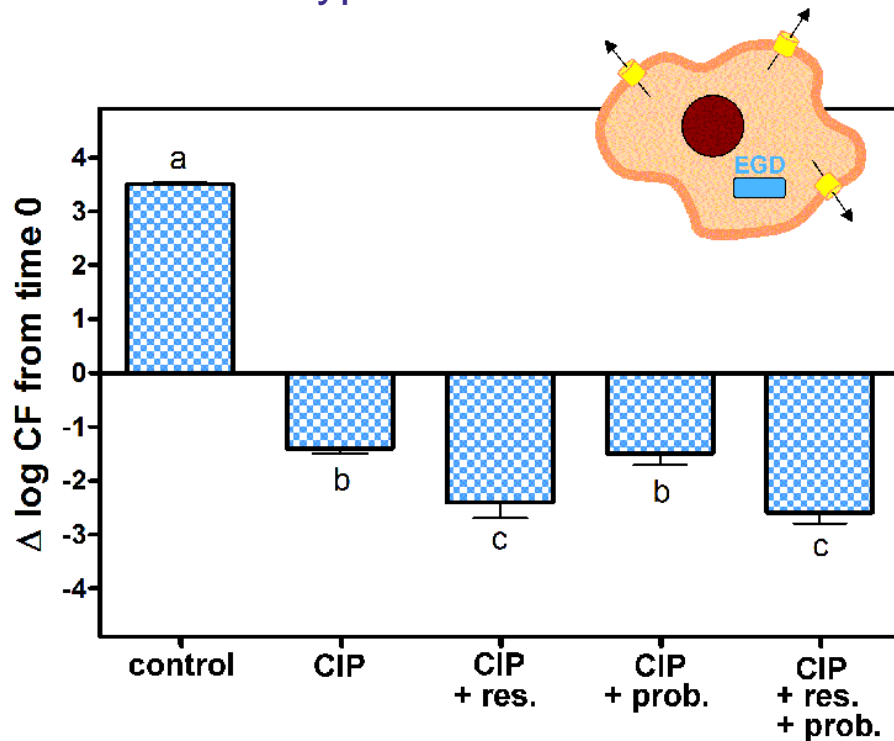 EGD
Δ log CF from time 0
4
3
2
1
0
-1
-2
-3
-4
a
b
c
b
c
control
CIP
CIP
+ res.
CIP
+ prob.
CIP
+ res.
+ prob.